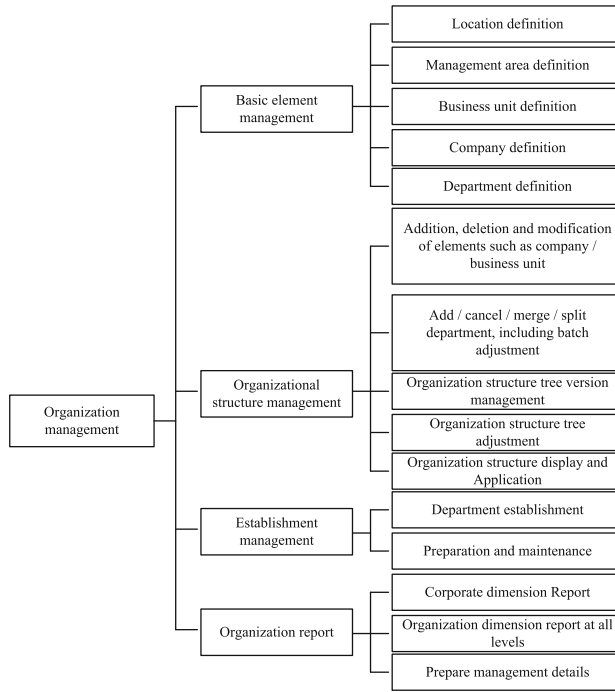 Location definition
Management area definition
Basic element
management
Business unit definition
Company definition
Department definition
Addition, deletion and modification
of elements such as company /
business unit
Add / cancel / merge / split
department, including batch
adjustment
Organizational
structure management
Organization structure tree version
management
Organization
management
Organization structure tree
adjustment
Organization structure display and
Application
Establishment
management
Department establishment
Preparation and maintenance
Organization report
Corporate dimension Report
Organization dimension report at all
levels
Prepare management details